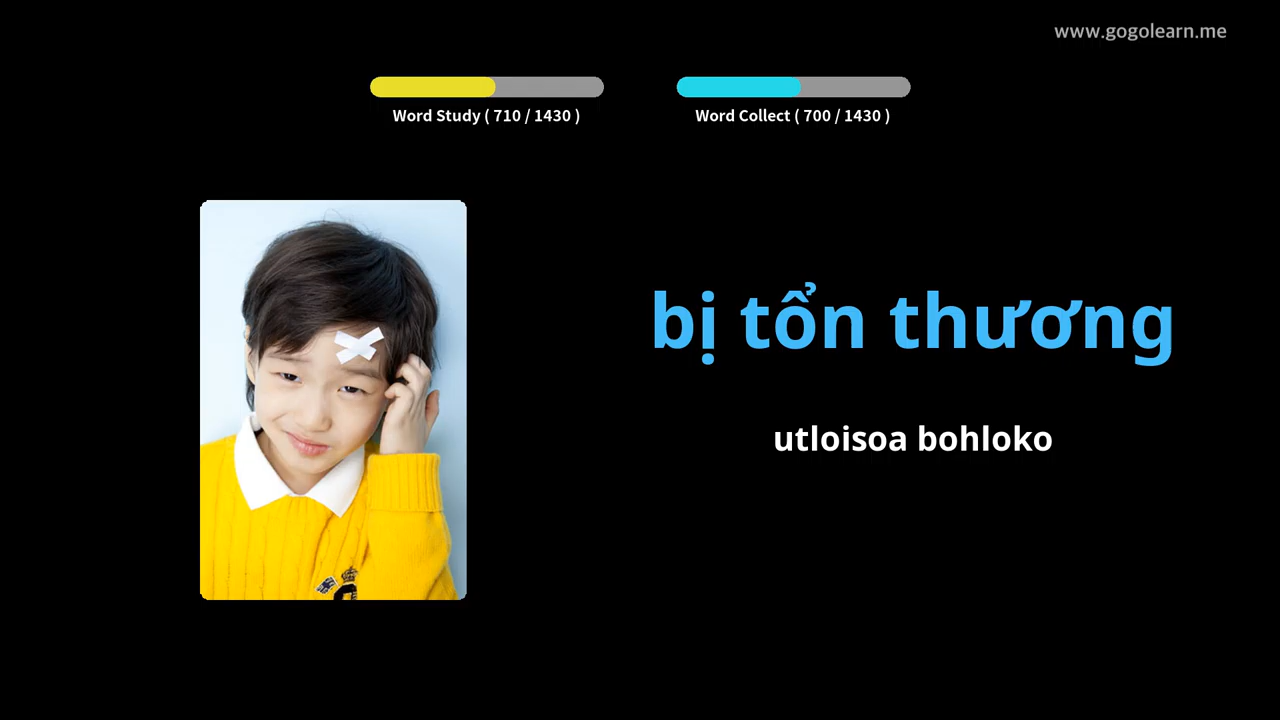 www.gogolearn.me
Word Study ( 710 / 1430 )
Word Collect ( 700 / 1430 )
bị tổn thương
utloisoa bohloko